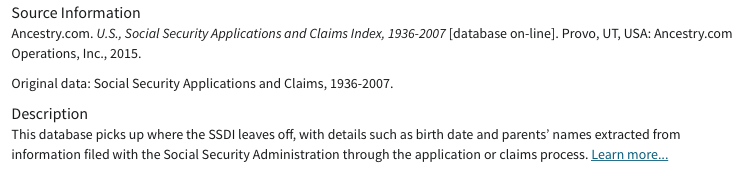 Source Information
Ancestry.com. U.S., Social Security Applications and Claims Index, 1936-2007 [database on-line]. Provo, UT, USA: Ancestry.com
Operations, Inc., 2015.
Original data: Social Security Applications and Claims, 1936-2007.
Description
This database picks up where the SSDI leaves off, with details such as birth date and parents’ names extracted from
information filed with the Social Security Administration through the application or claims process. Learn more...